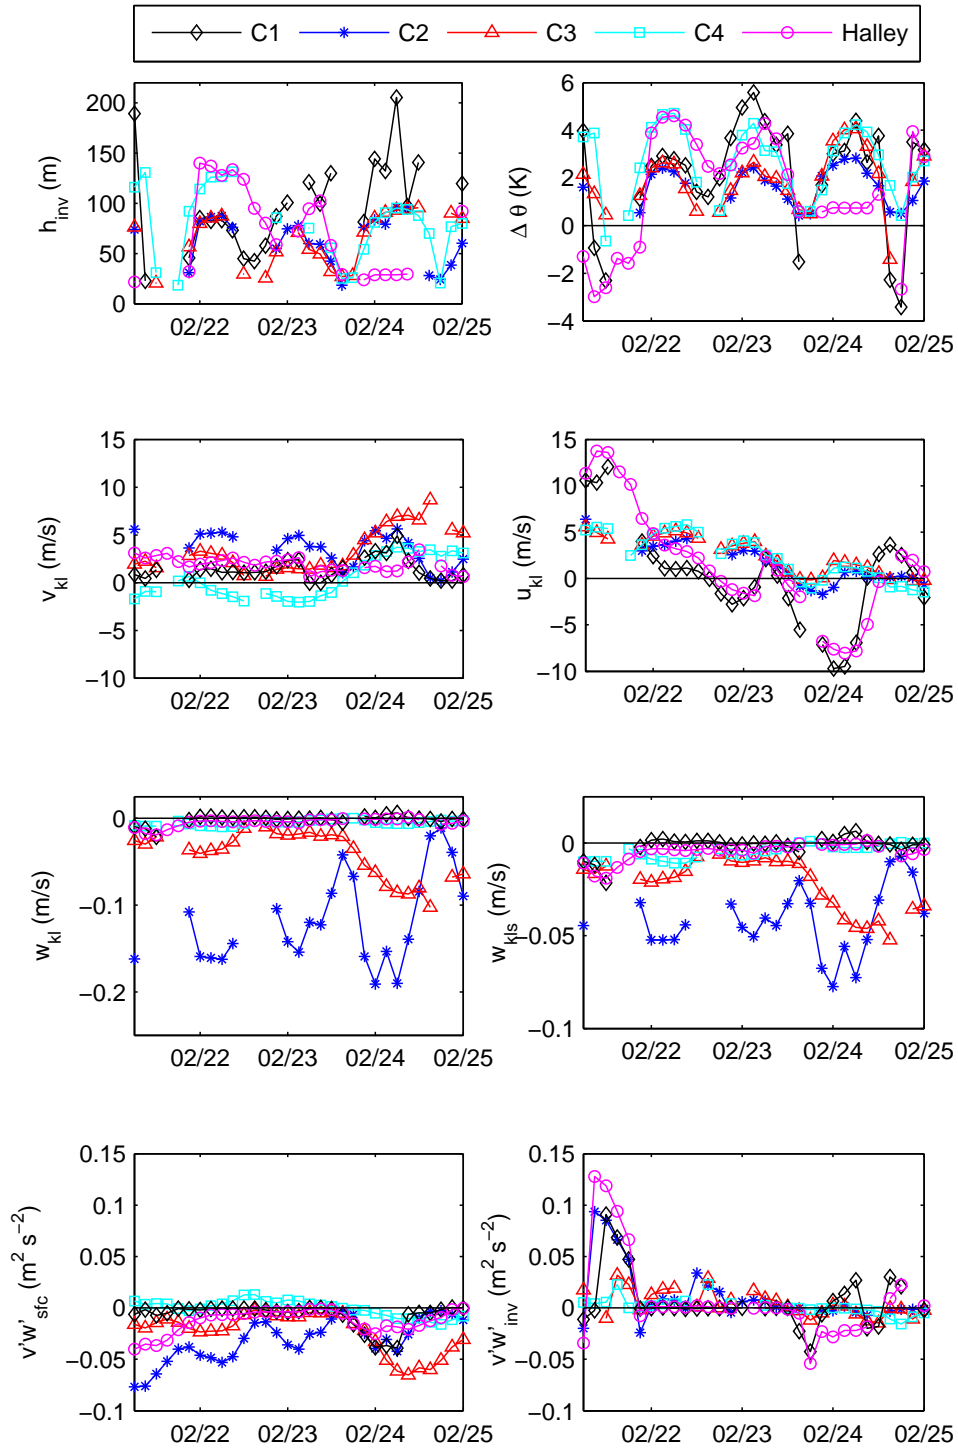 C1 C2 C3 C4 Halley
h_inv (m)
200
150
100
50
0
02/22 02/23 02/24 02/25
Δ θ (K)
6
4
2
0
−2
−4
02/22 02/23 02/24 02/25
v_kl (m/s)
15
10
5
0
−5
−10
02/22 02/23 02/24 02/25
u_kl (m/s)
15
10
5
0
−5
−10
02/22 02/23 02/24 02/25
w_kl (m/s)
0
−0.1
−0.2
02/22 02/23 02/24 02/25
w_kls (m/s)
0
−0.05
−0.1
02/22 02/23 02/24 02/25
v'w'_sfc (m² s⁻²)
0.15
0.1
0.05
0
−0.05
−0.1
02/22 02/23 02/24 02/25
v'w'_inv (m² s⁻²)
0.15
0.1
0.05
0
−0.05
−0.1
02/22 02/23 02/24 02/25